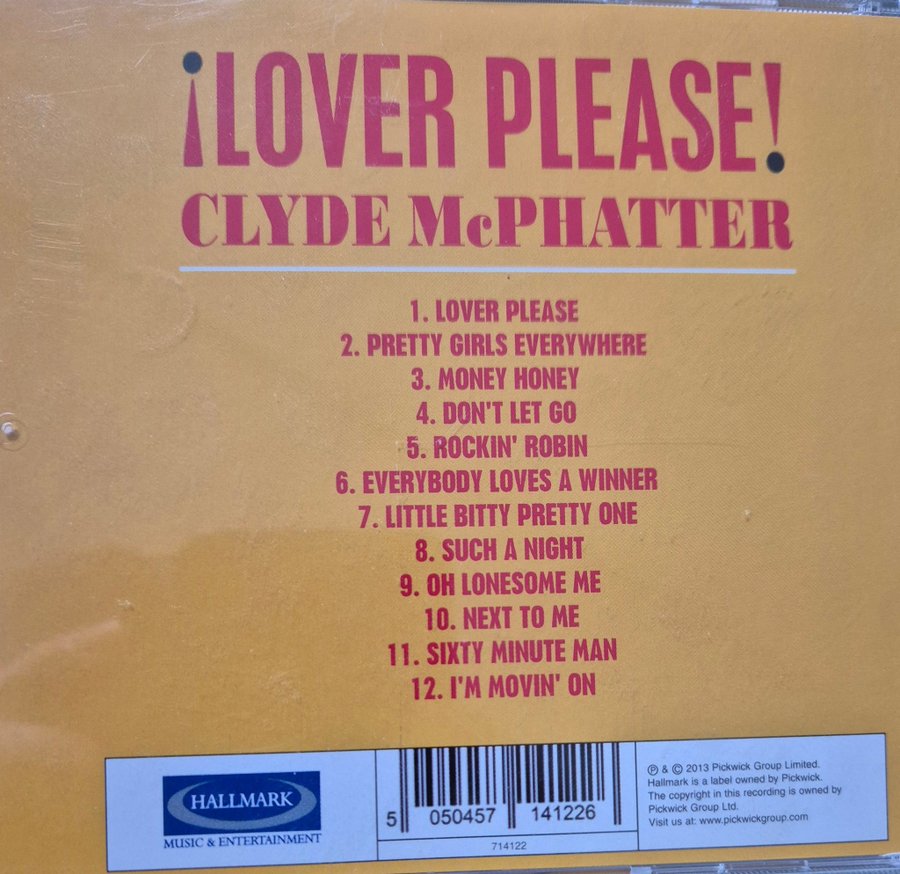 ¡LOVER PLEASE!
CLYDE McPHATTER
1. LOVER PLEASE
2. PRETTY GIRLS EVERYWHERE
3. MONEY HONEY
4. DON'T LET GO
5. ROCKIN' ROBIN
6. EVERYBODY LOVES A WINNER
7. LITTLE BITTY PRETTY ONE
8. SUCH A NIGHT
9. OH LONESOME ME
10. NEXT TO ME
11. SIXTY MINUTE MAN
12. I'M MOVIN' ON
HALLMARK
MUSIC & ENTERTAINMENT
5 050457 141226
714122
℗ & © 2013 Pickwick Group Limited.
Hallmark is a label owned by Pickwick.
The copyright in this recording is owned by
Pickwick Group Ltd.
Visit us at: www.pickwickgroup.com